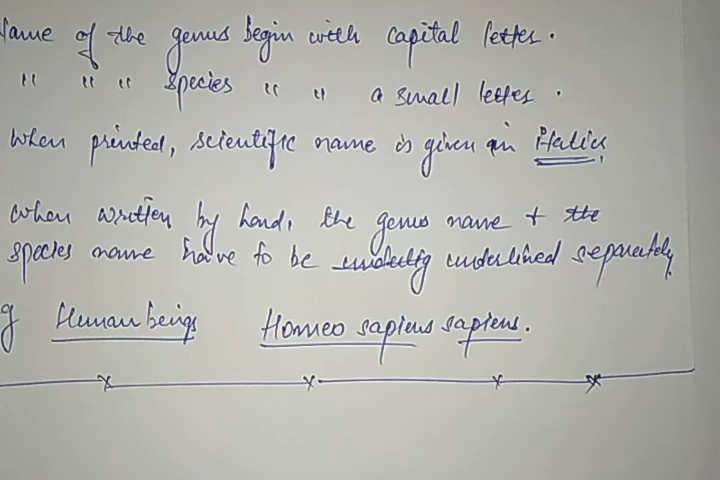 Name of the genus begin with capital letter.
" " " species " " a small letter.
When printed, scientific name is given in Italics,
When written by hand, the genus name + the
species name have to be underlined separately.
g Human beings Homeo sapiens sapiens.